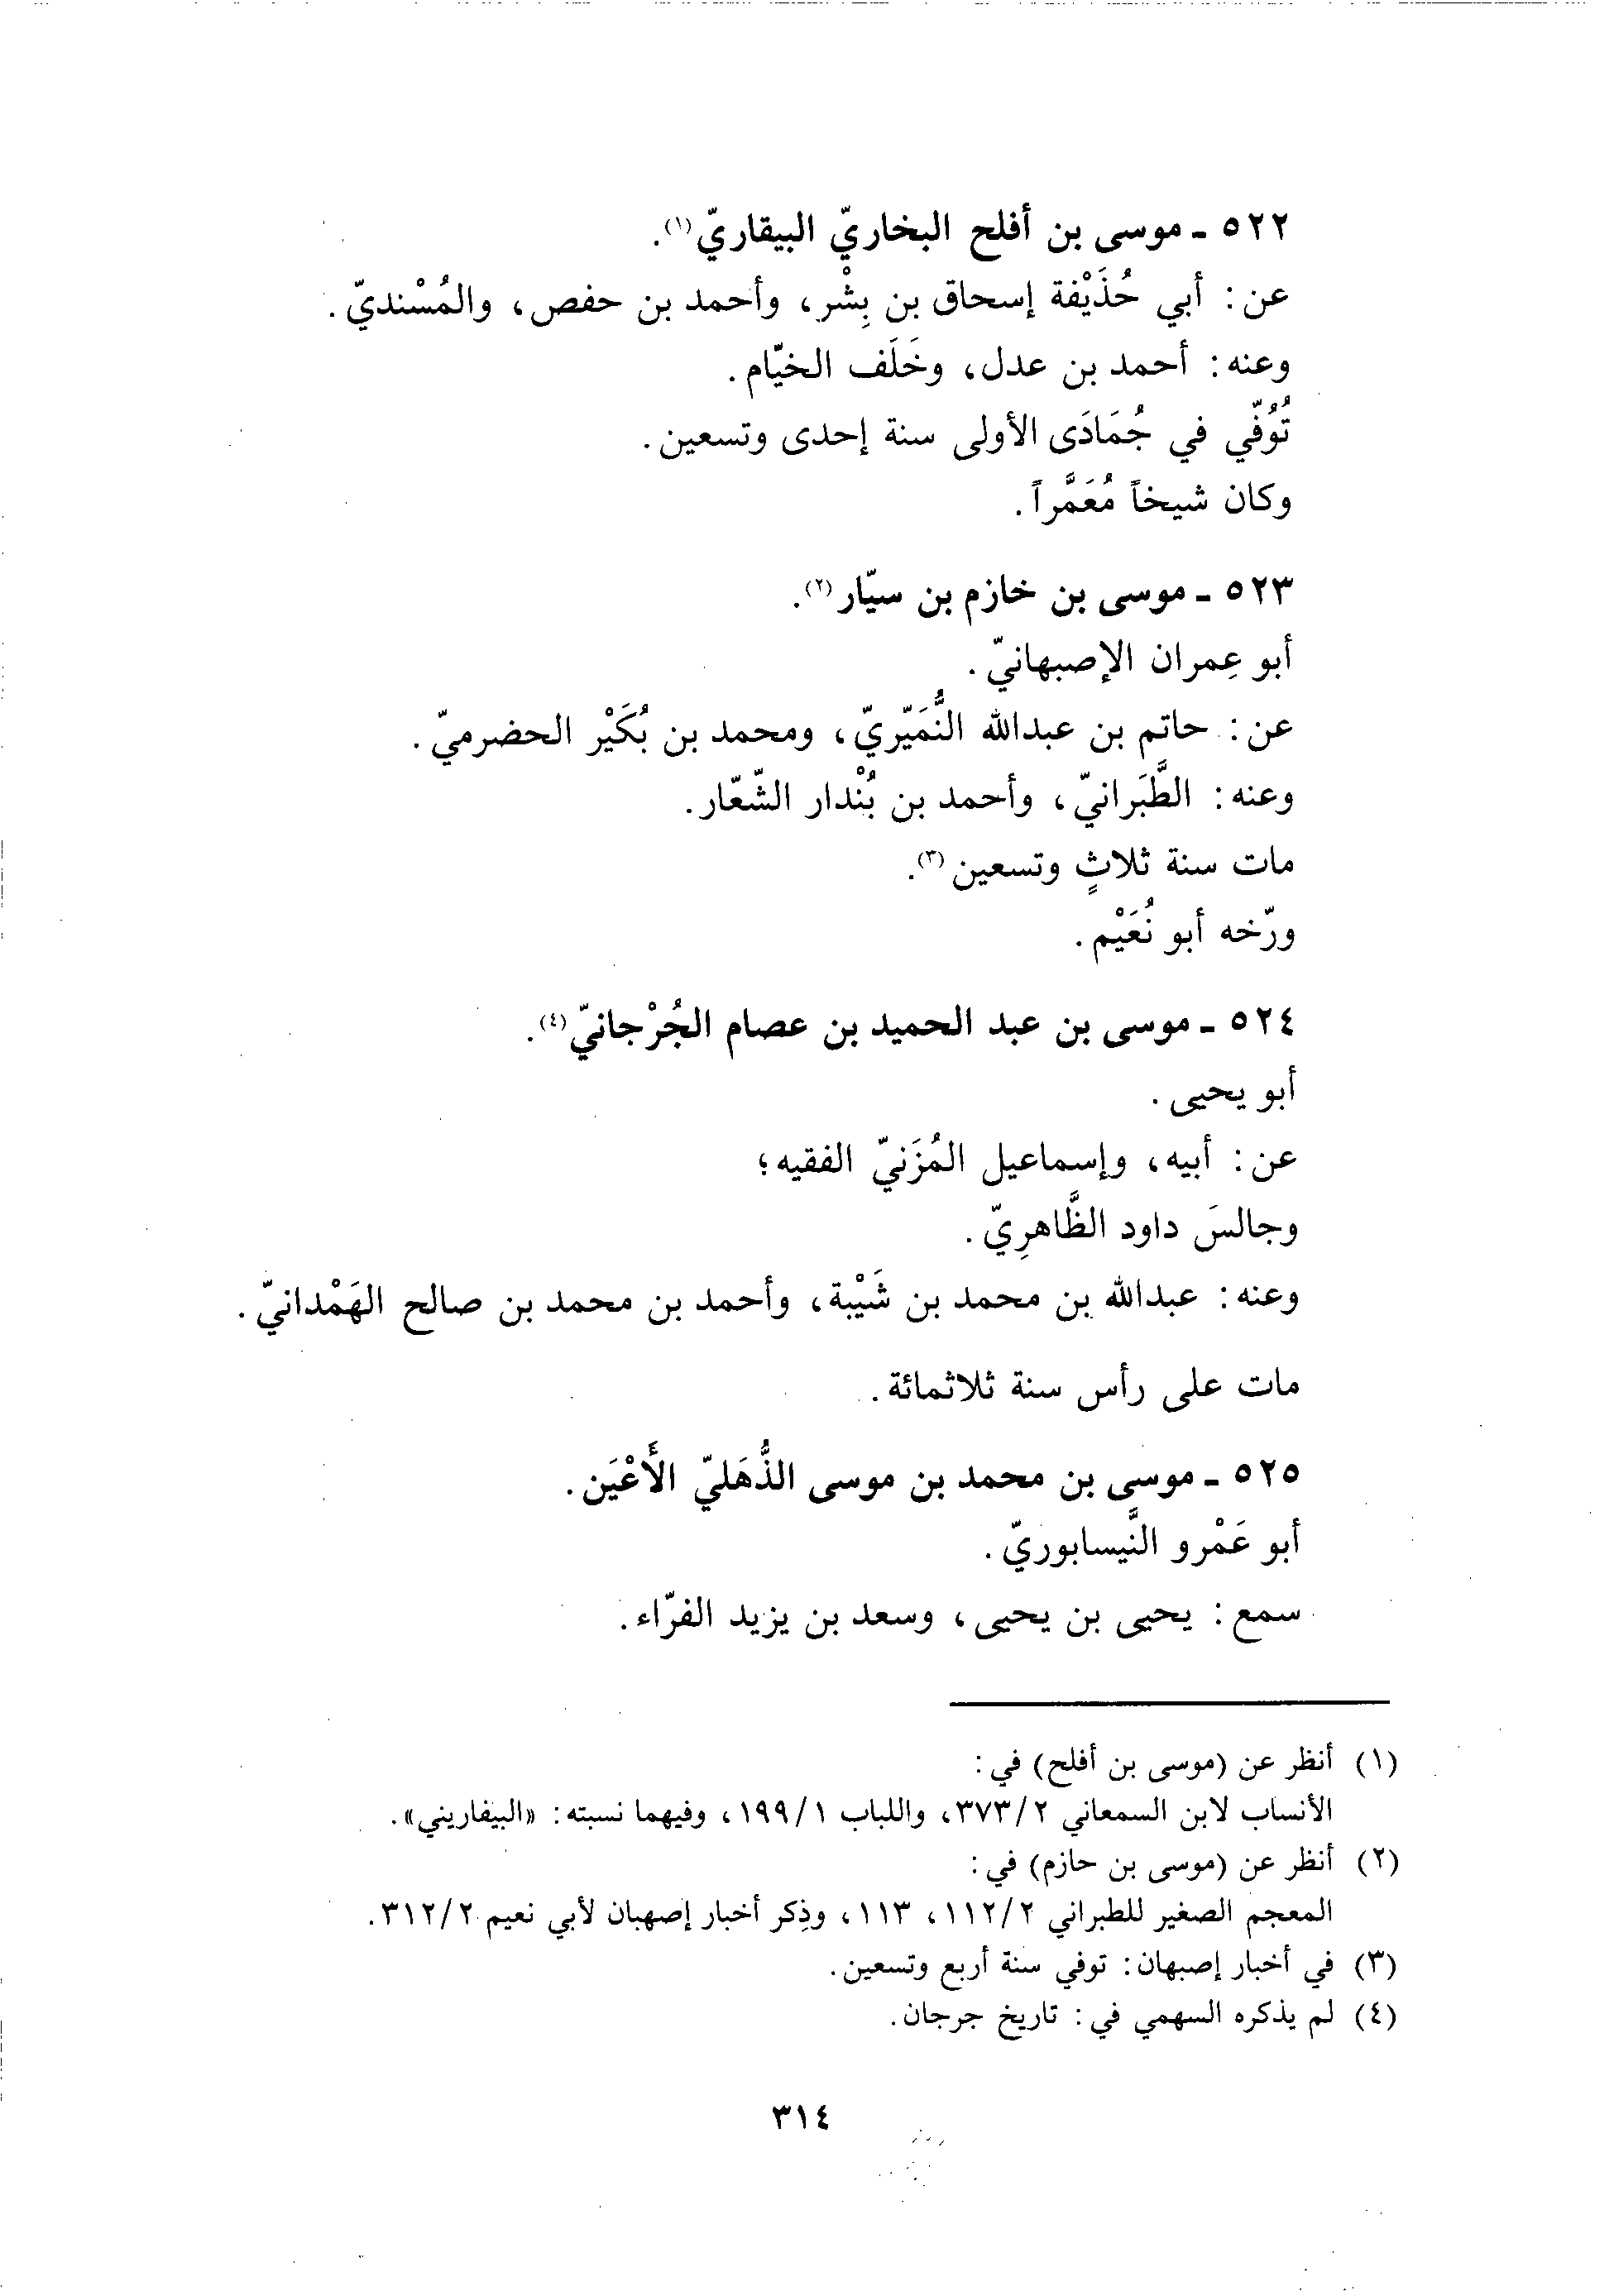 ٥٢٢ - موسى بن أفلح البخاريّ البيقاريّ(١).
عن: أبي حُذَيْفة إسحاق بن بِشْر، وأحمد بن حفص، والمُسْنديّ.
وعنه: أحمد بن عدل، وخَلَف الخيّام.
تُوُفّي في جُمَادَى الأولى سنة إحدى وتسعين.
وكان شيخاً مُعَمَّراً.
٥٢٣ - موسى بن خازم بن سيّار(٢).
أبو عِمران الإصبهانيّ.
عن: حاتم بن عبدالله النُّمَيّريّ، ومحمد بن بُكَيْر الحضرميّ.
وعنه: الطَّبَرانيّ، وأحمد بن بُنْدار الشّعّار.
مات سنة ثلاثٍ وتسعين(٣).
ورّخه أبو نُعَيْم.
٥٢٤ - موسى بن عبد الحميد بن عصام الجُرْجانيّ(٤).
أبو يحيى.
عن: أبيه، وإسماعيل المُزَنيّ الفقيه؛
وجالسَ داود الظَّاهرِيّ.
وعنه: عبدالله بن محمد بن شَيْبة، وأحمد بن محمد بن صالح الهَمْدانيّ.
مات على رأس سنة ثلاثمائة.
٥٢٥ - موسى بن محمد بن موسى الذُّهَليّ الأَعْيَن.
أبو عَمْرو النَّيسابوريّ.
سمع: يحيى بن يحيى، وسعد بن يزيد الفرّاء.
(١) أنظر عن (موسى بن أفلح) في:
الأنساب لابن السمعاني ٣٧٣/٢، واللباب ١٩٩/١، وفيهما نسبته: «البيفاريني».
(٢) أنظر عن (موسى بن حازم) في:
المعجم الصغير للطبراني ١١٢/٢، ١١٣، وذِكر أخبار إصهبان لأبي نعيم ٣١٢/٢.
(٣) في أخبار إصبهان: توفي سنة أربع وتسعين.
(٤) لم يذكره السهمي في: تاريخ جرجان.
٣١٤